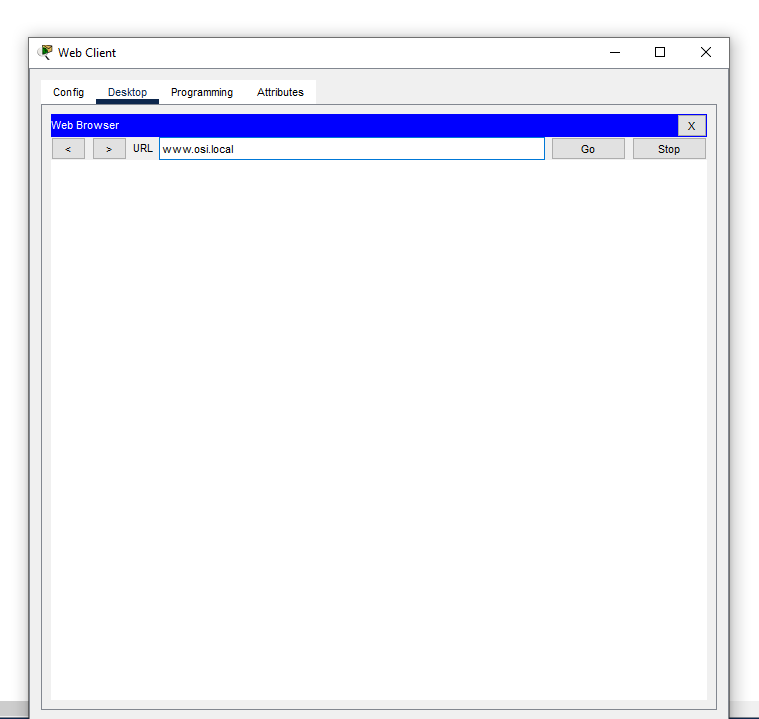 Web Client
Config Desktop Programming Attributes
Web Browser X
< > URL www.osi.local Go Stop